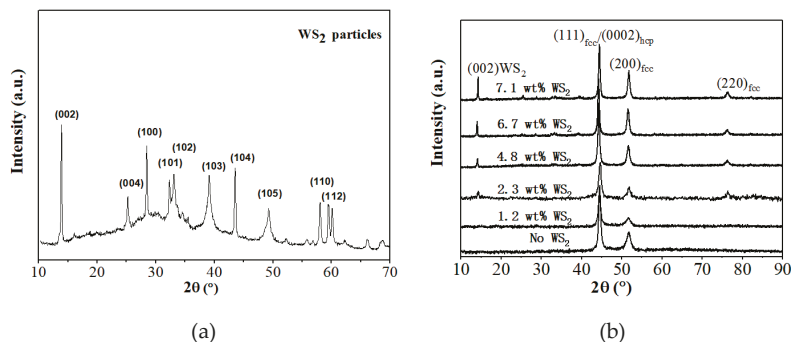 WS₂ particles
(002)
(004)
(100)
(101)
(102)
(103)
(104)
(105)
(110)
(112)
Intensity (a.u.)
10 20 30 40 50 60 70
2θ (°)
(a)
(111)fcc/(0002)hcp
(002)WS₂
(200)fcc
(220)fcc
7.1 wt% WS₂
6.7 wt% WS₂
4.8 wt% WS₂
2.3 wt% WS₂
1.2 wt% WS₂
No WS₂
Intensity (a.u.)
10 20 30 40 50 60 70 80 90
2θ (°)
(b)